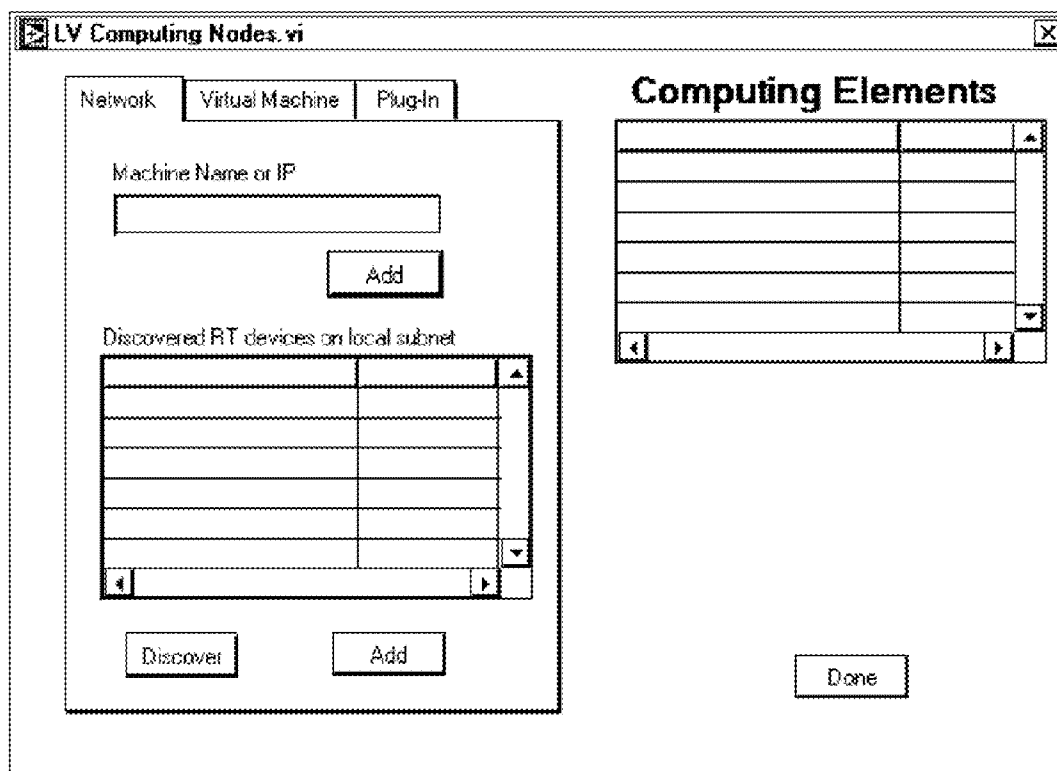 LV Computing Nodes.vi
Network
Virtual Machine
Plug-In
Machine Name or IP
Add
Discovered RT devices on local subnet
Discover
Add
Computing Elements
Done